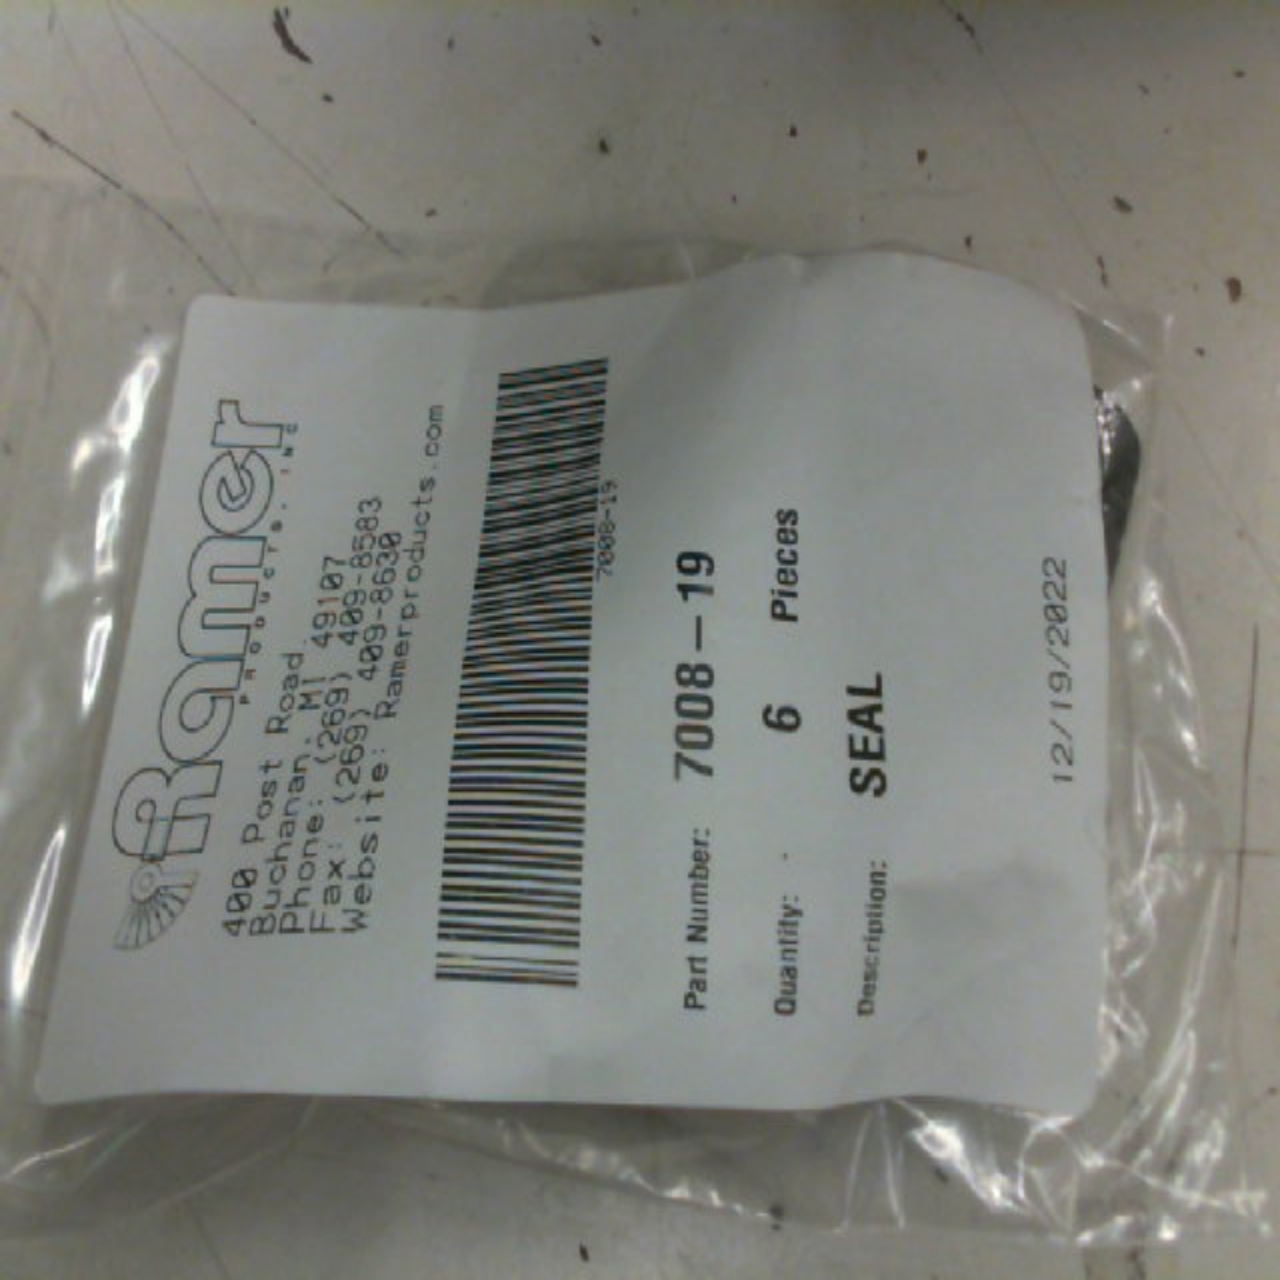 Ramer
PRODUCTS, INC
400 Post Road
Buchanan, MI 49107
Phone: (269) 409-8583
Fax: (269) 409-8630
Website: Ramerproducts.com
7008-19
Part Number: 7008-19
Quantity: 6 Pieces
Description: SEAL
12/19/2022